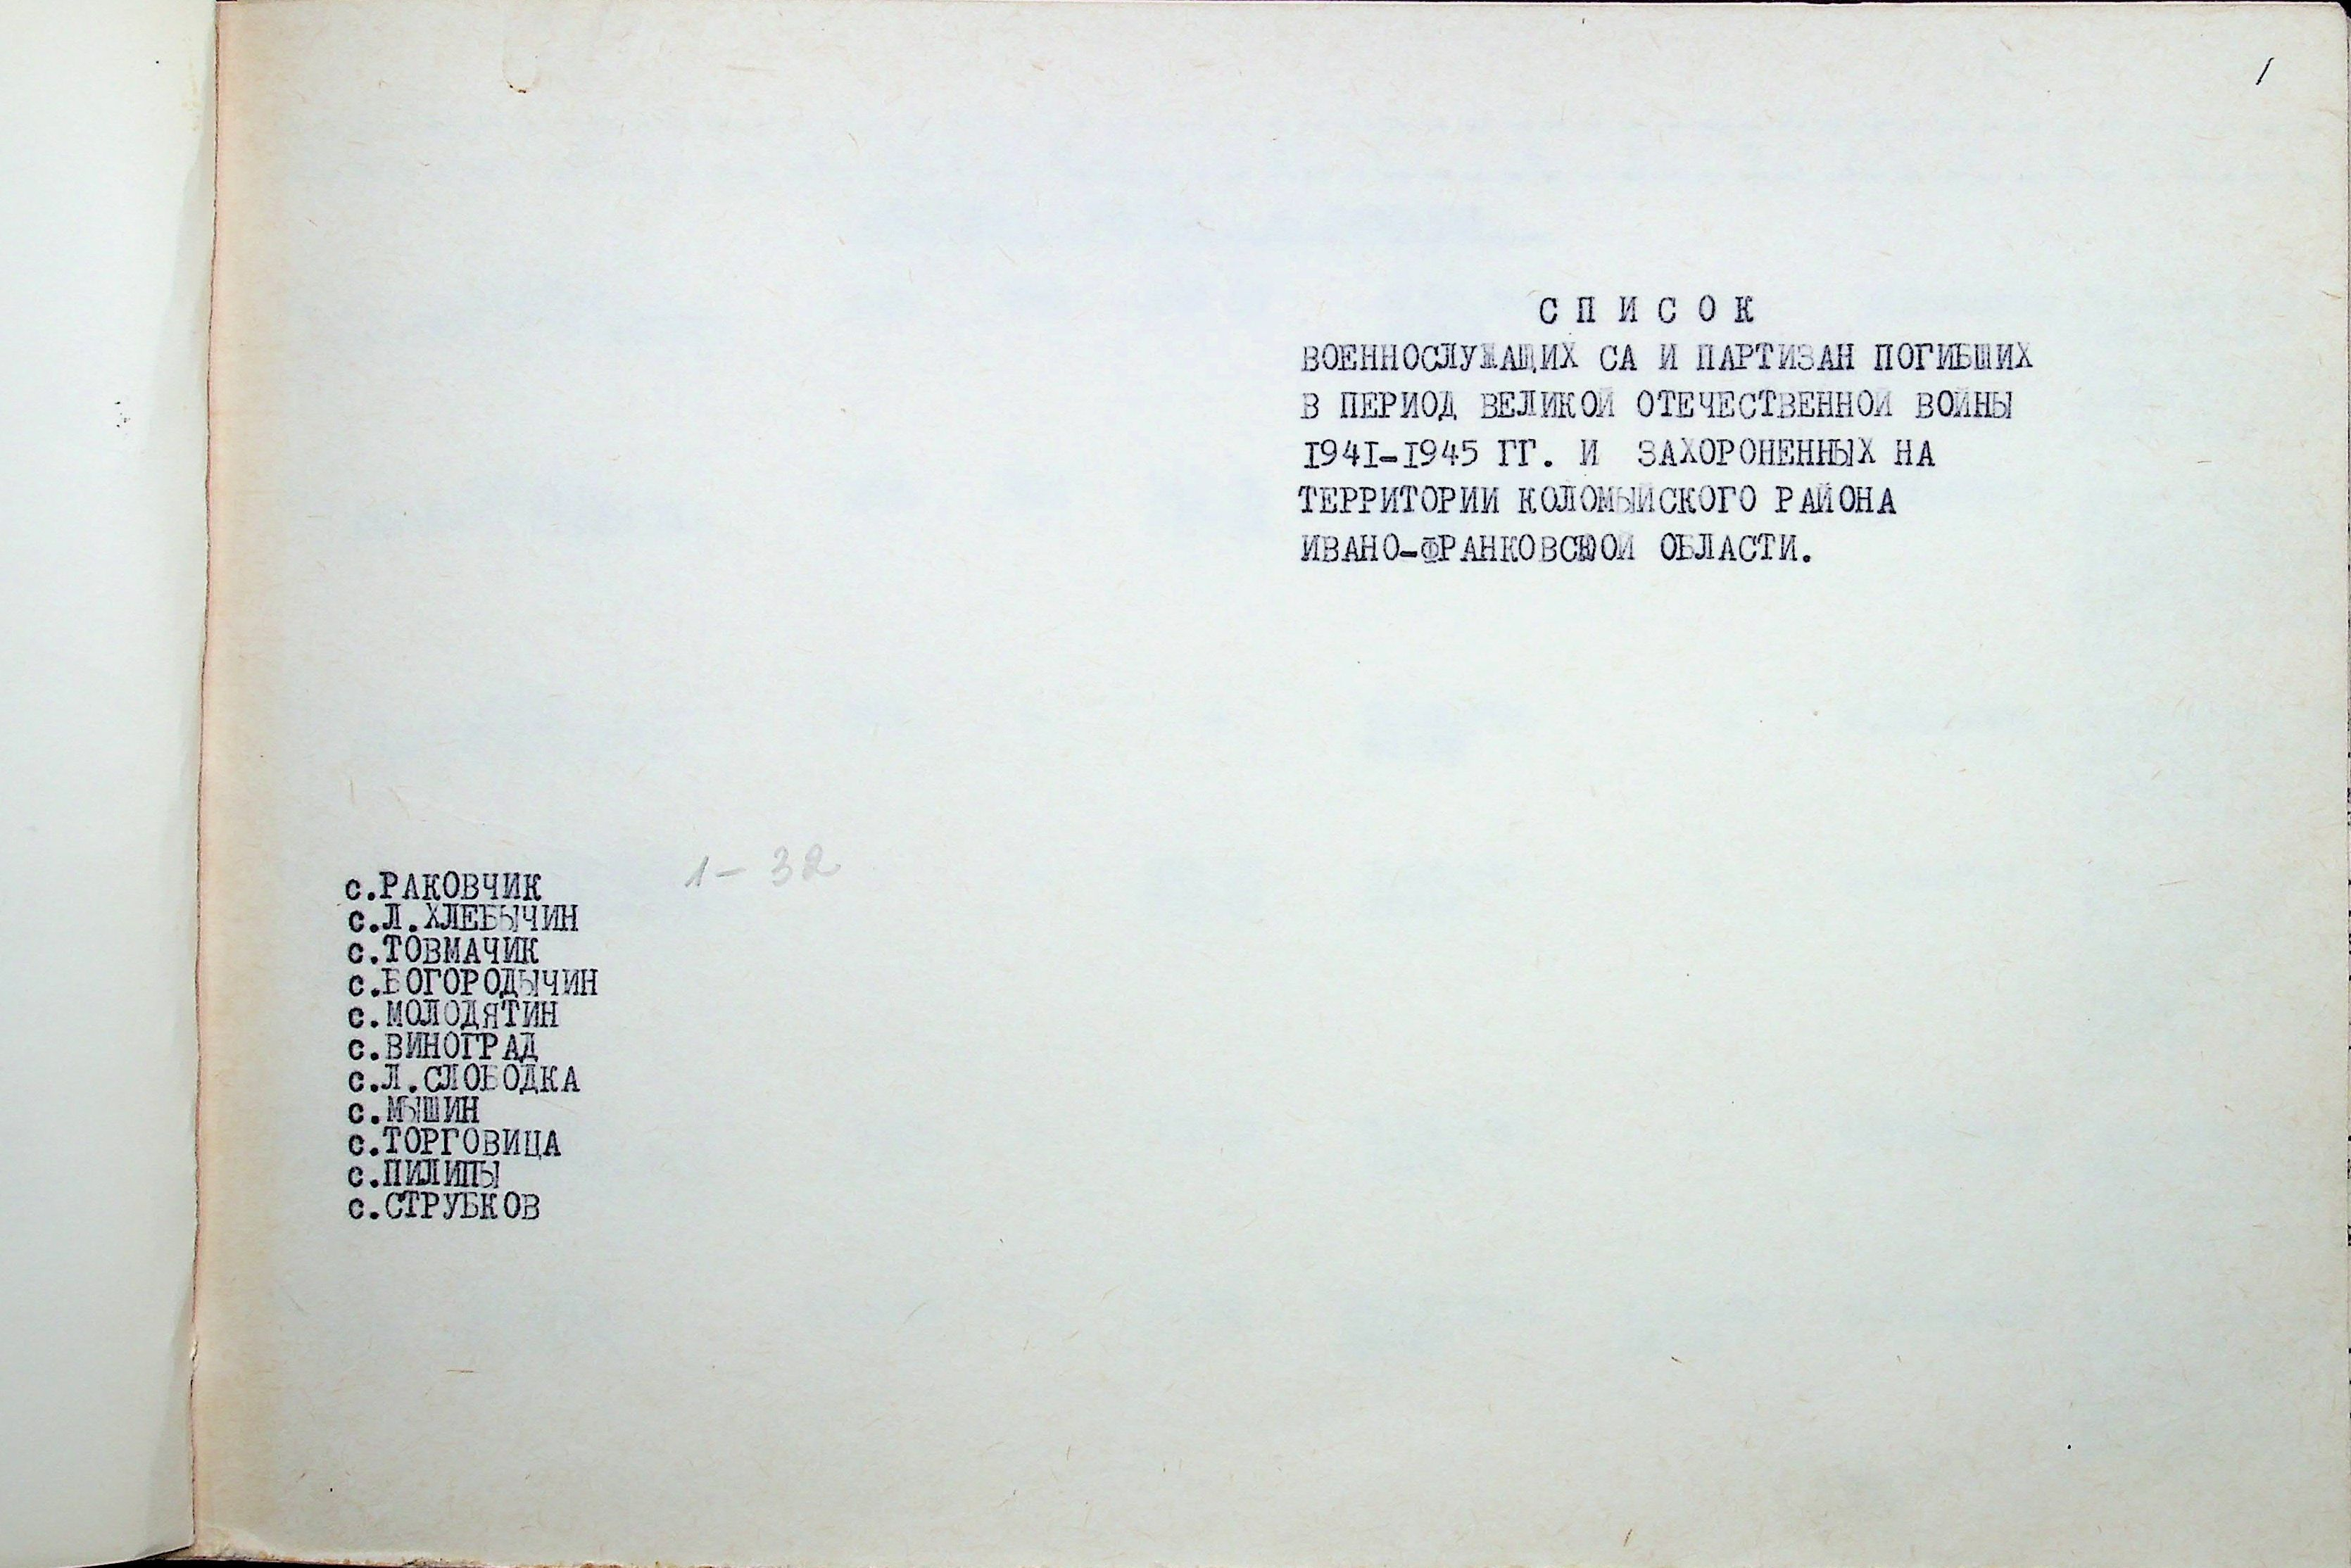 1
С П И С О К
ВОЕННОСЛУЖАЩИХ СА И ПАРТИЗАН ПОГИБШИХ
В ПЕРИОД ВЕЛИКОЙ ОТЕЧЕСТВЕННОЙ ВОЙНЫ
1941-1945 ГГ. И ЗАХОРОНЕННЫХ НА
ТЕРРИТОРИИ КОЛОМЫЙСКОГО РАЙОНА
ИВАНО-ФРАНКОВСКОЙ ОБЛАСТИ.
1 - 32
с.РАКОВЧИК
с.Л.ХЛЕБЫЧИН
с.ТОВМАЧИК
с.БОГОРОДЫЧИН
с.МОЛОДЯТИН
с.ВИНОГРАД
с.Л.СЛОБОДКА
с.МЫШИН
с.ТОРГОВИЦА
с.ПИЛИПЫ
с.СТРУБКОВ